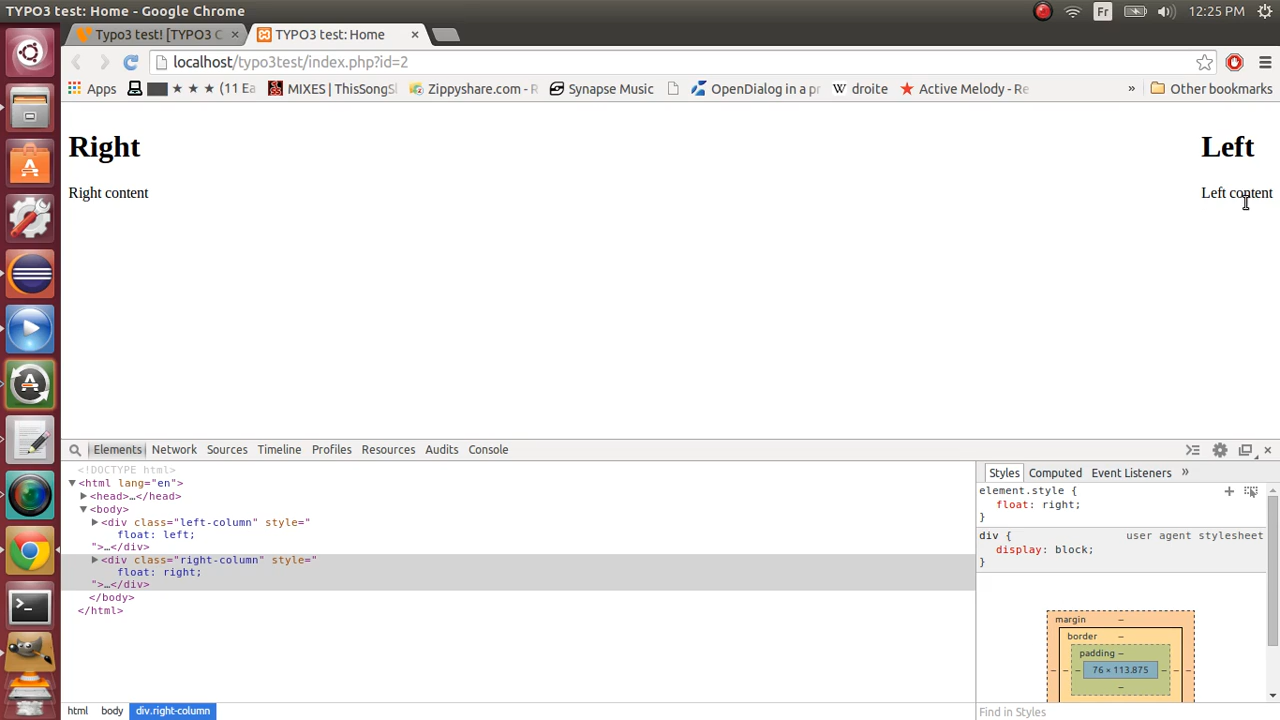 TYPO3 test: Home - Google Chrome
Fr
12:25 PM
Typo3 test! [TYPO3 C
TYPO3 test: Home
localhost/typo3test/index.php?id=2
Apps
★ ★ ★ (11 Ea
MIXES | ThisSongSl
Zippyshare.com - R
Synapse Music
OpenDialog in a pr
W droite
Active Melody - Re
»
Other bookmarks
Right
Left
Right content
Left content
Elements Network Sources Timeline Profiles Resources Audits Console
<!DOCTYPE html>
<html lang="en">
<head>…</head>
<body>
<div class="left-column" style="
float: left;
">…</div>
<div class="right-column" style="
float: right;
">…</div>
</body>
</html>
Styles Computed Event Listeners »
element.style {
float: right;
}
div { user agent stylesheet
display: block;
}
margin –
border –
padding –
– – – 76 × 113.875 – – –
–
html body div.right-column
Find in Styles